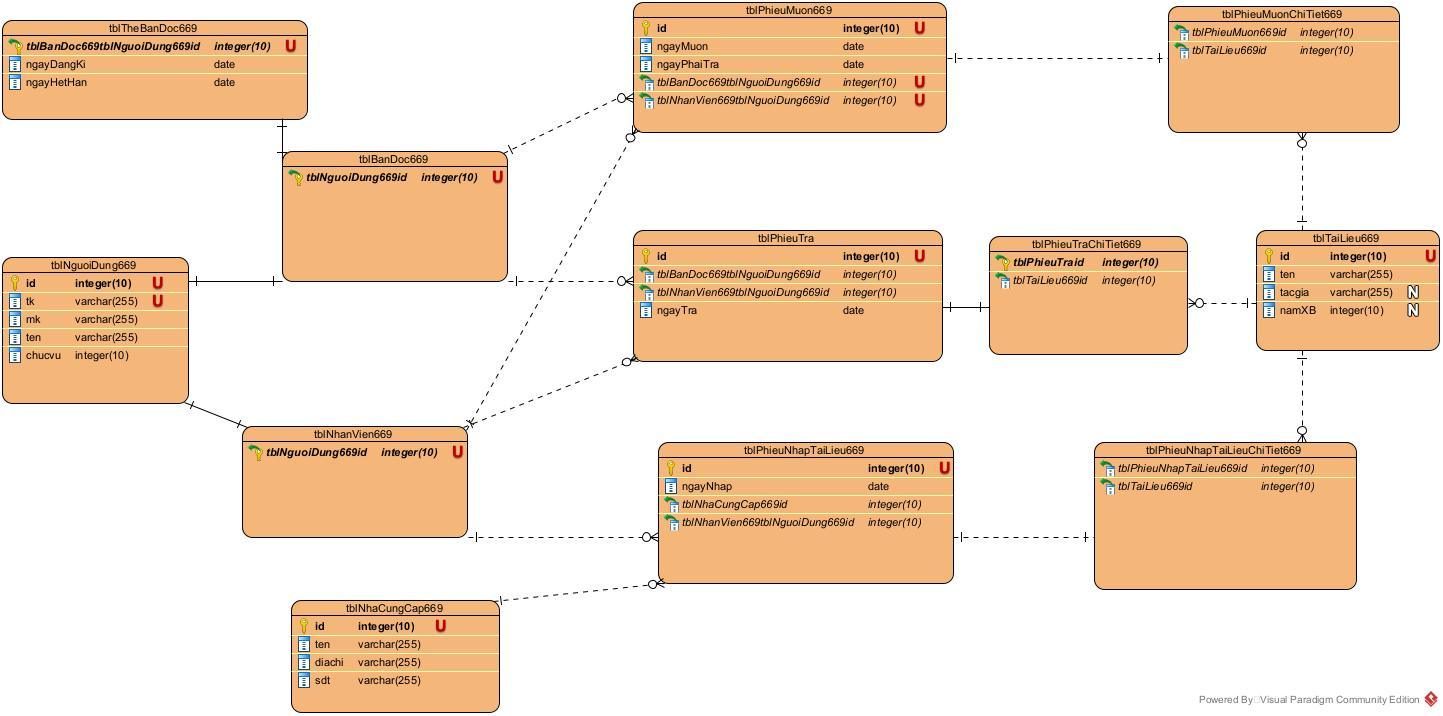 tblTheBanDoc669
tblBanDoc669tblNguoiDung669id integer(10) U
ngayDangKi date
ngayHetHan date
tblBanDoc669
tblNguoiDung669id integer(10) U
tblNguoiDung669
id integer(10) U
tk varchar(255) U
mk varchar(255)
ten varchar(255)
chucvu integer(10)
tblNhanVien669
tblNguoiDung669id integer(10) U
tblNhaCungCap669
id integer(10) U
ten varchar(255)
diachi varchar(255)
sdt varchar(255)
tblPhieuMuon669
id integer(10) U
ngayMuon date
ngayPhaiTra date
tblBanDoc669tblNguoiDung669id integer(10) U
tblNhanVien669tblNguoiDung669id integer(10) U
tblPhieuTra
id integer(10) U
tblBanDoc669tblNguoiDung669id integer(10)
tblNhanVien669tblNguoiDung669id integer(10)
ngayTra date
tblPhieuNhapTaiLieu669
id integer(10) U
ngayNhap date
tblNhaCungCap669id integer(10)
tblNhanVien669tblNguoiDung669id integer(10)
tblPhieuMuonChiTiet669
tblPhieuMuon669id integer(10)
tblTaiLieu669id integer(10)
tblPhieuTraChiTiet669
tblPhieuTraid integer(10)
tblTaiLieu669id integer(10)
tblTaiLieu669
id integer(10) U
ten varchar(255)
tacgia varchar(255) N
namXB integer(10) N
tblPhieuNhapTaiLieuChiTiet669
tblPhieuNhapTaiLieu669id integer(10)
tblTaiLieu669id integer(10)
Powered By Visual Paradigm Community Edition